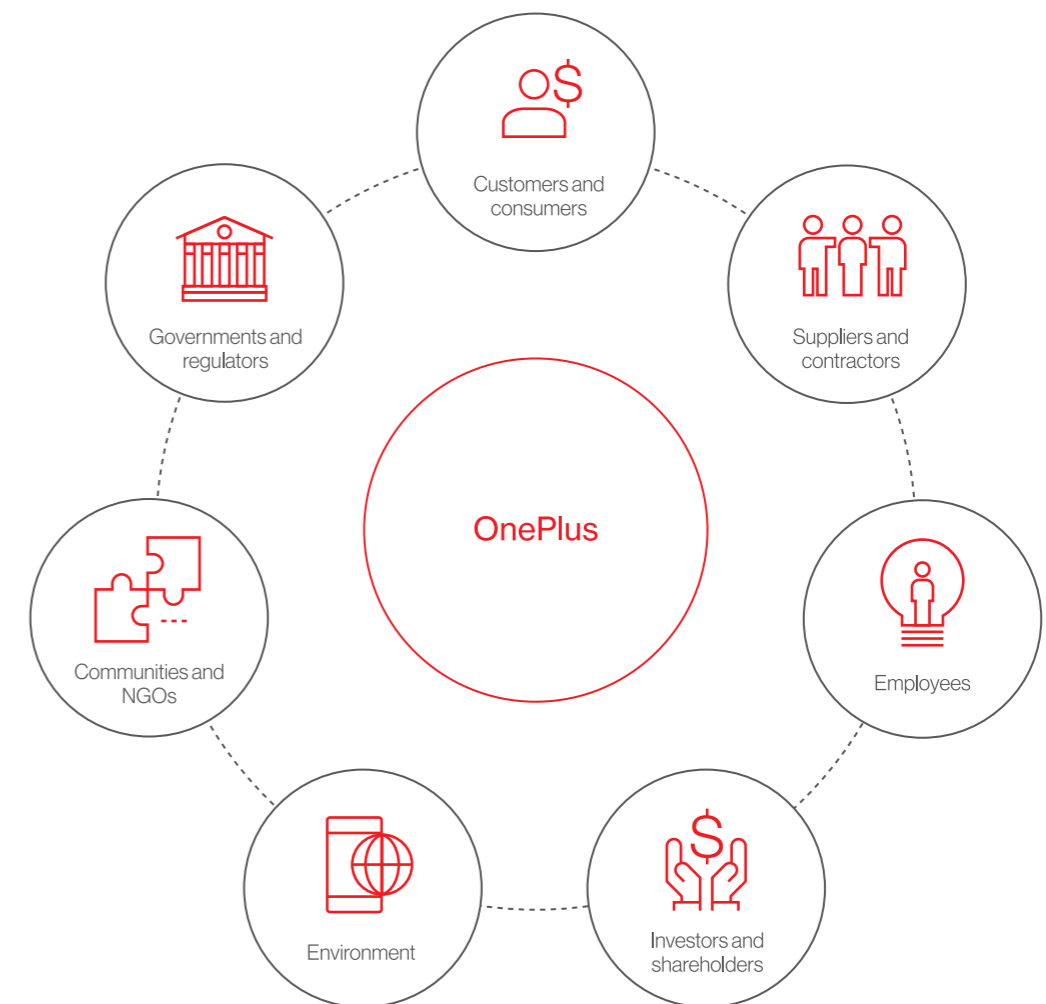 Customers and
consumers
Suppliers and
contractors
Employees
Investors and
shareholders
Environment
Communities and
NGOs
Governments and
regulators
OnePlus